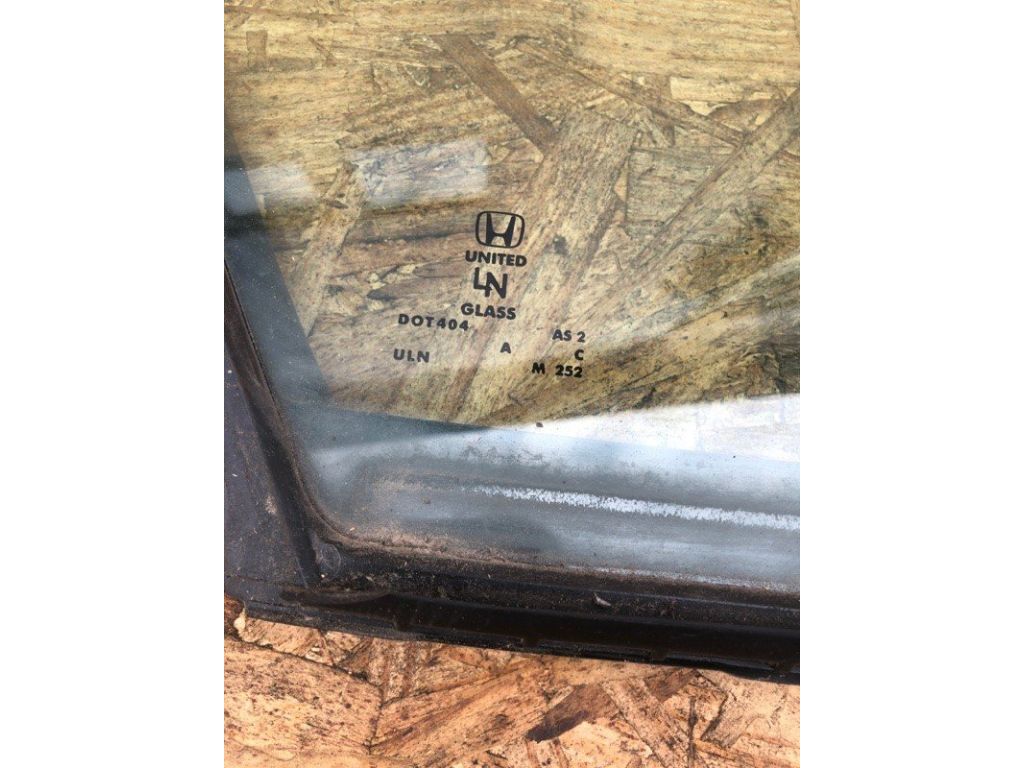 UNITED
LN
GLASS
DOT404 AS 2
ULN A C
M 252